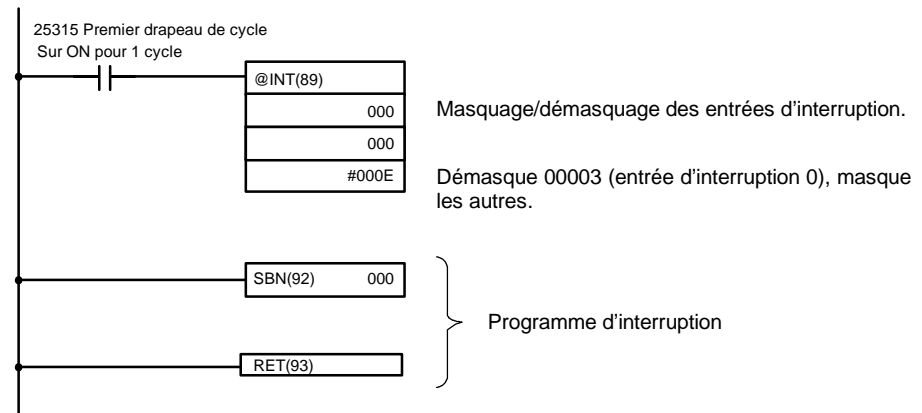 25315 Premier drapeau de cycle
Sur ON pour 1 cycle
@INT(89)
000
Masquage/démasquage des entrées d'interruption.
000
#000E
Démasque 00003 (entrée d'interruption 0), masque
les autres.
SBN(92) 000
Programme d'interruption
RET(93)